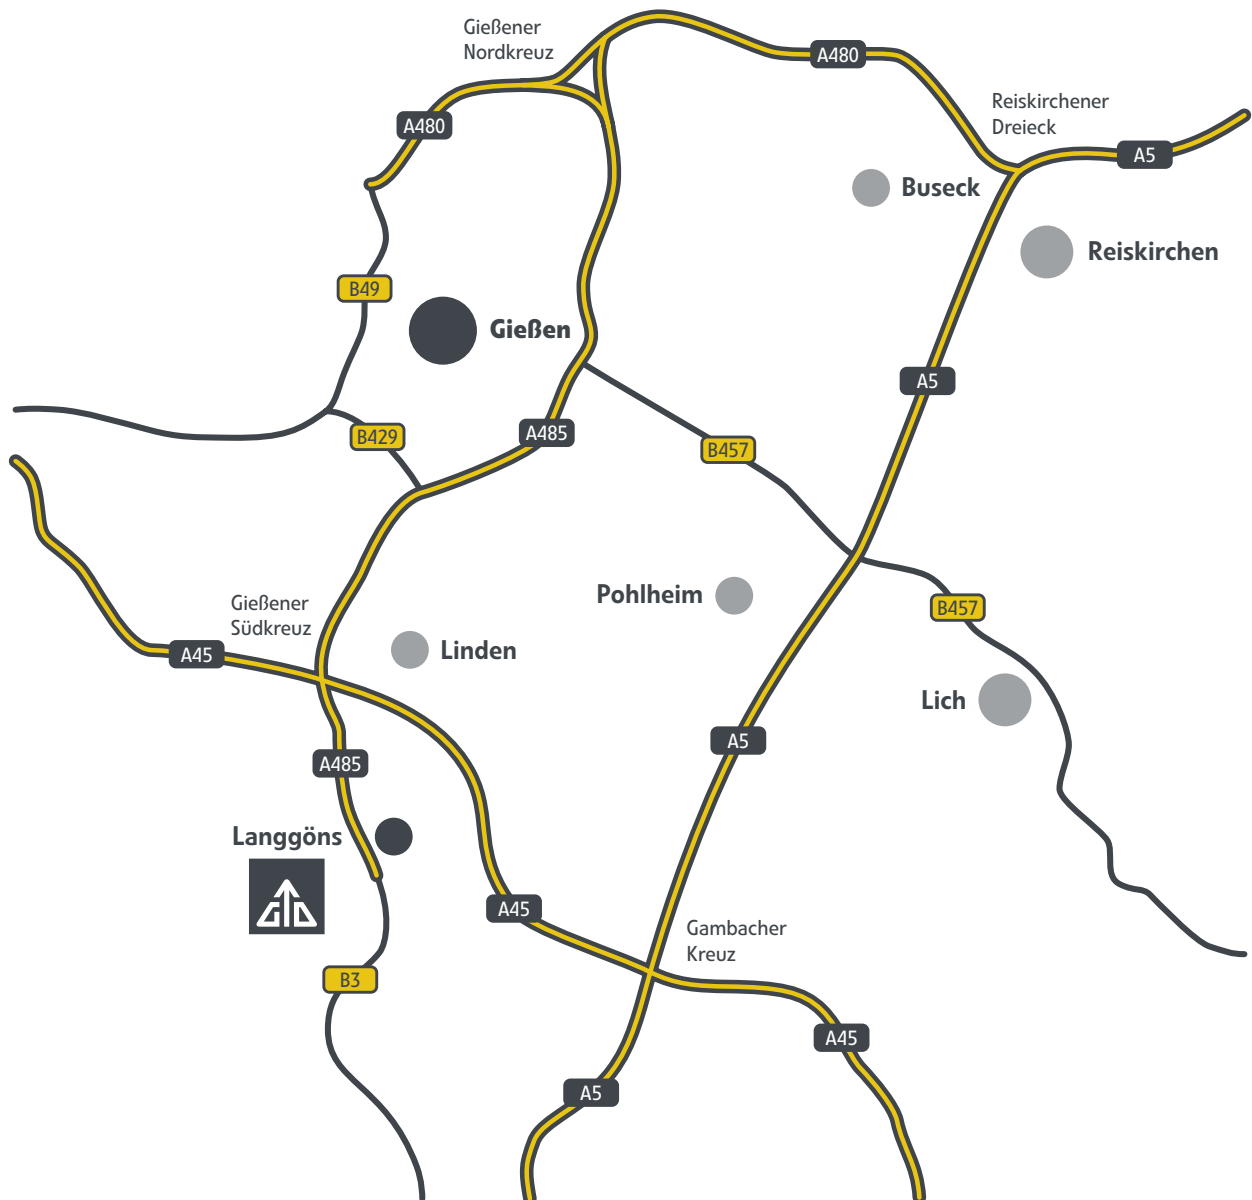 Gießener
Nordkreuz
A480
A480
Reiskirchener
Dreieck
A5
Buseck
Reiskirchen
B49
Gießen
A5
B429
A485
B457
Pohlheim
B457
Gießener
Südkreuz
A45
Linden
Lich
A5
A485
Langgöns
GTD
A45
Gambacher
Kreuz
B3
A45
A5